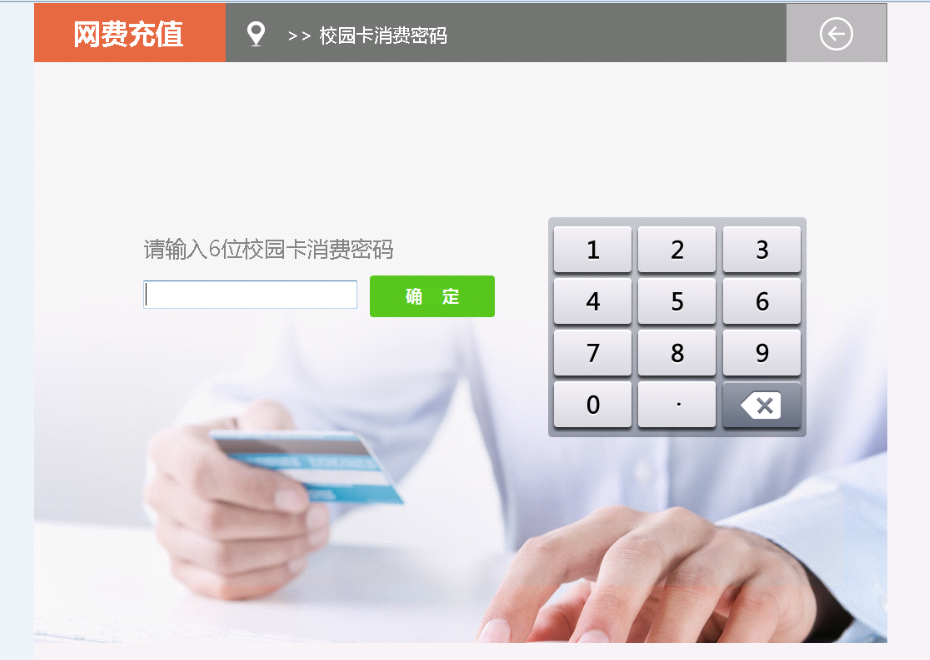 网费充值
>> 校园卡消费密码
请输入6位校园卡消费密码
确 定
1 2 3
4 5 6
7 8 9
0 ·